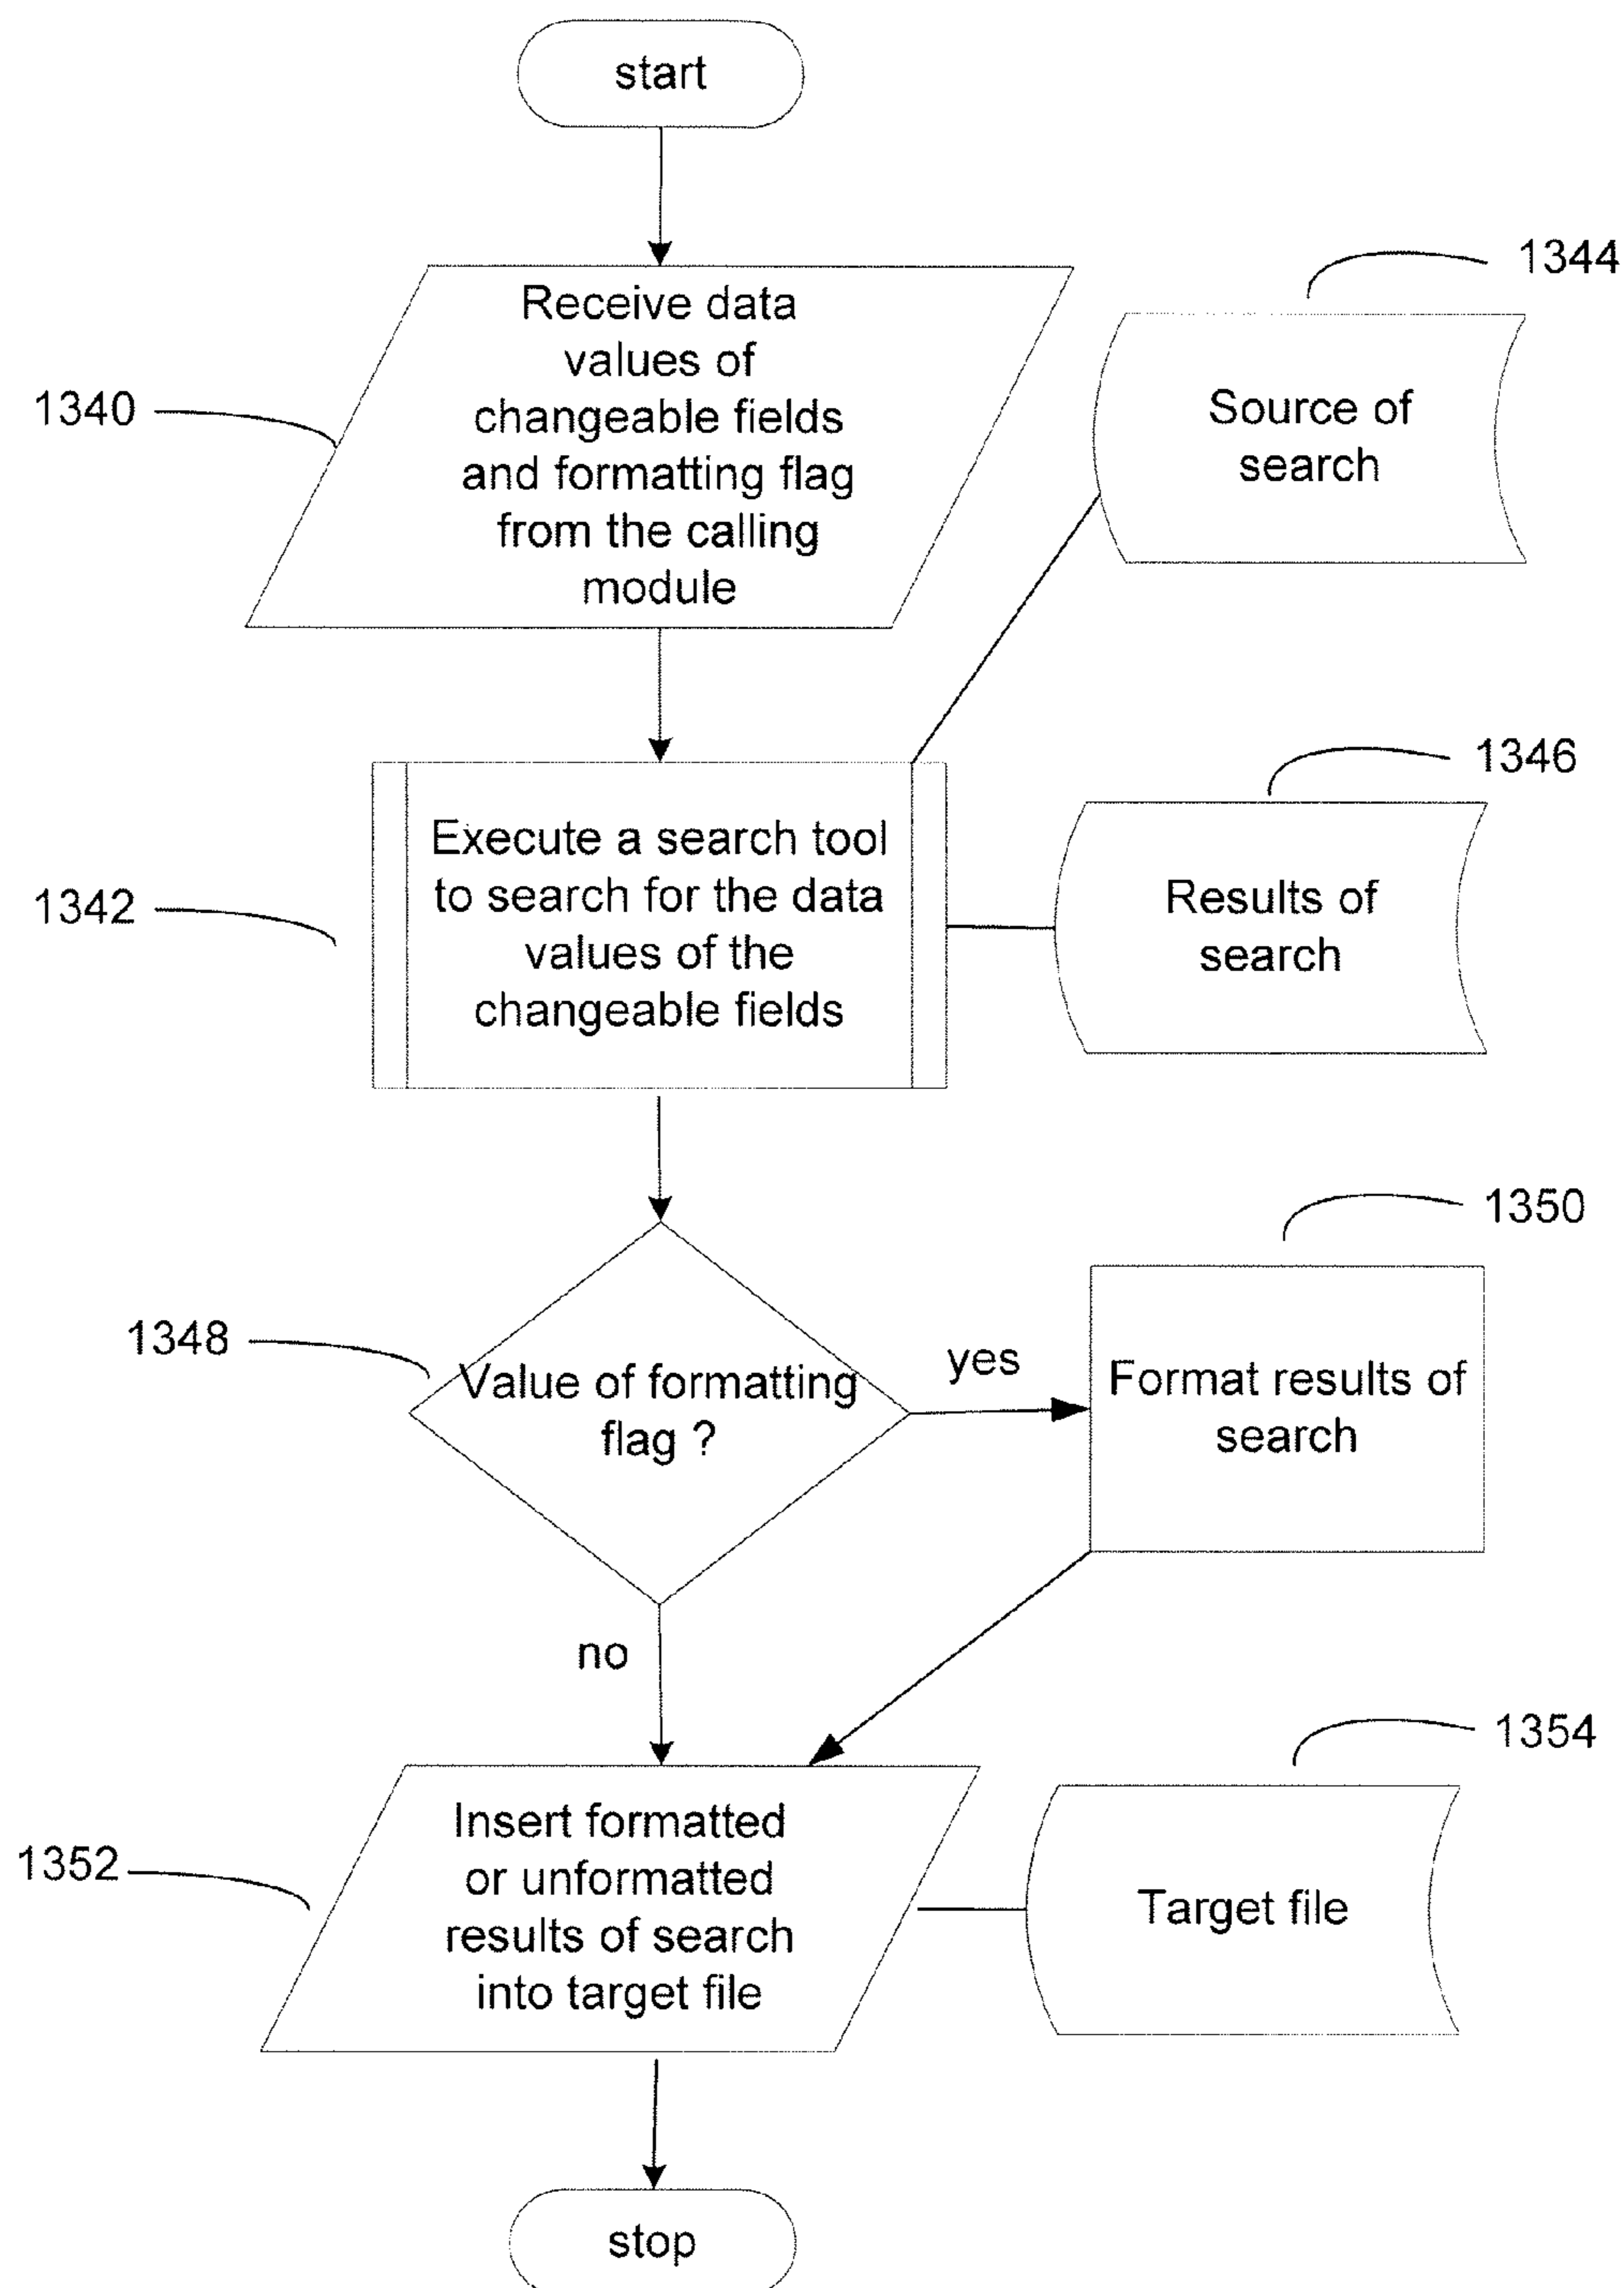 start
1340
Receive data
values of
changeable fields
and formatting flag
from the calling
module
1344
Source of
search
1342
Execute a search tool
to search for the data
values of the
changeable fields
1346
Results of
search
1348
Value of formatting
flag ?
yes
1350
Format results of
search
no
1352
Insert formatted
or unformatted
results of search
into target file
1354
Target file
stop